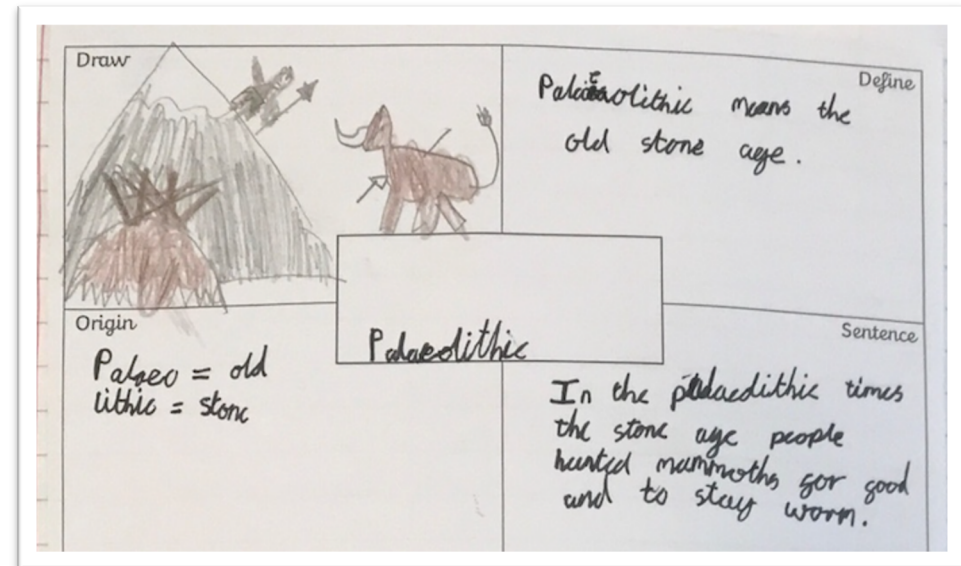 Draw
Define
Palaeolithic means the
old stone age.
Palaeolithic
Origin
Palaeo = old
lithic = stone
Sentence
In the palaeolithic times
the stone age people
hunted mammoths for food
and to stay worm.